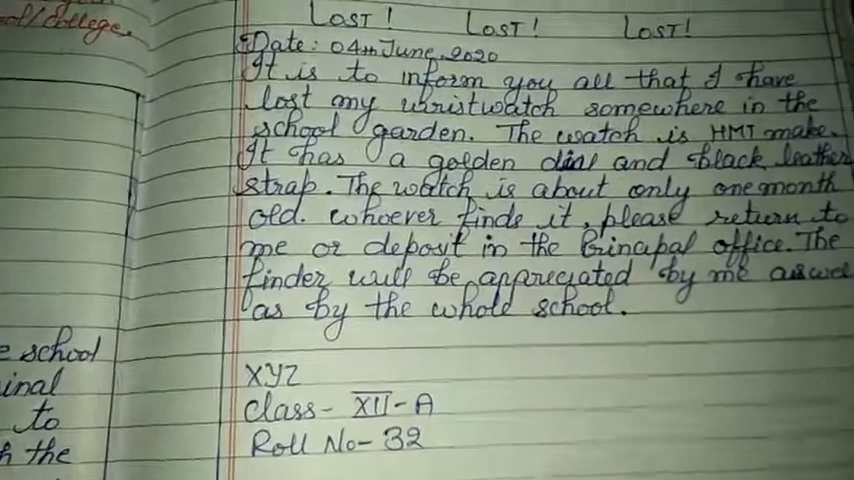 ol/college.
LOST! LOST! LOST!
Date: 04th June, 2020
It is to inform you all that I have
lost my wristwatch somewhere in the
school garden. The watch is HMT make.
It has a golden dial and black leather
strap. The watch is about only one month
old. whoever finds it, please return to
me or deposit in the Principal office. The
finder will be appreciated by me aswel
as by the whole school.
XYZ
Class- XII-A
Roll No- 32
e school
inal
to
h the